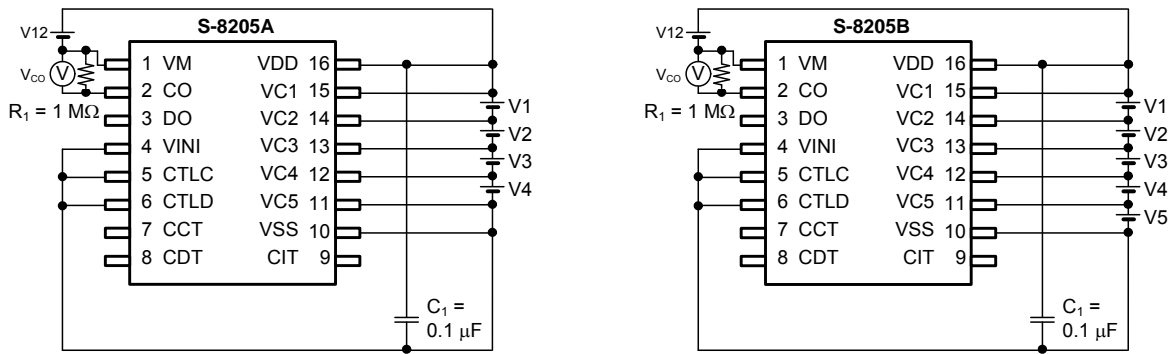 S-8205A
V12
V_CO
V
R₁ = 1 MΩ
1 VM
2 CO
3 DO
4 VINI
5 CTLC
6 CTLD
7 CCT
8 CDT
VDD 16
VC1 15
VC2 14
VC3 13
VC4 12
VC5 11
VSS 10
CIT 9
V1
V2
V3
V4
C₁ =
0.1 μF
S-8205B
V12
V_CO
V
R₁ = 1 MΩ
1 VM
2 CO
3 DO
4 VINI
5 CTLC
6 CTLD
7 CCT
8 CDT
VDD 16
VC1 15
VC2 14
VC3 13
VC4 12
VC5 11
VSS 10
CIT 9
V1
V2
V3
V4
V5
C₁ =
0.1 μF